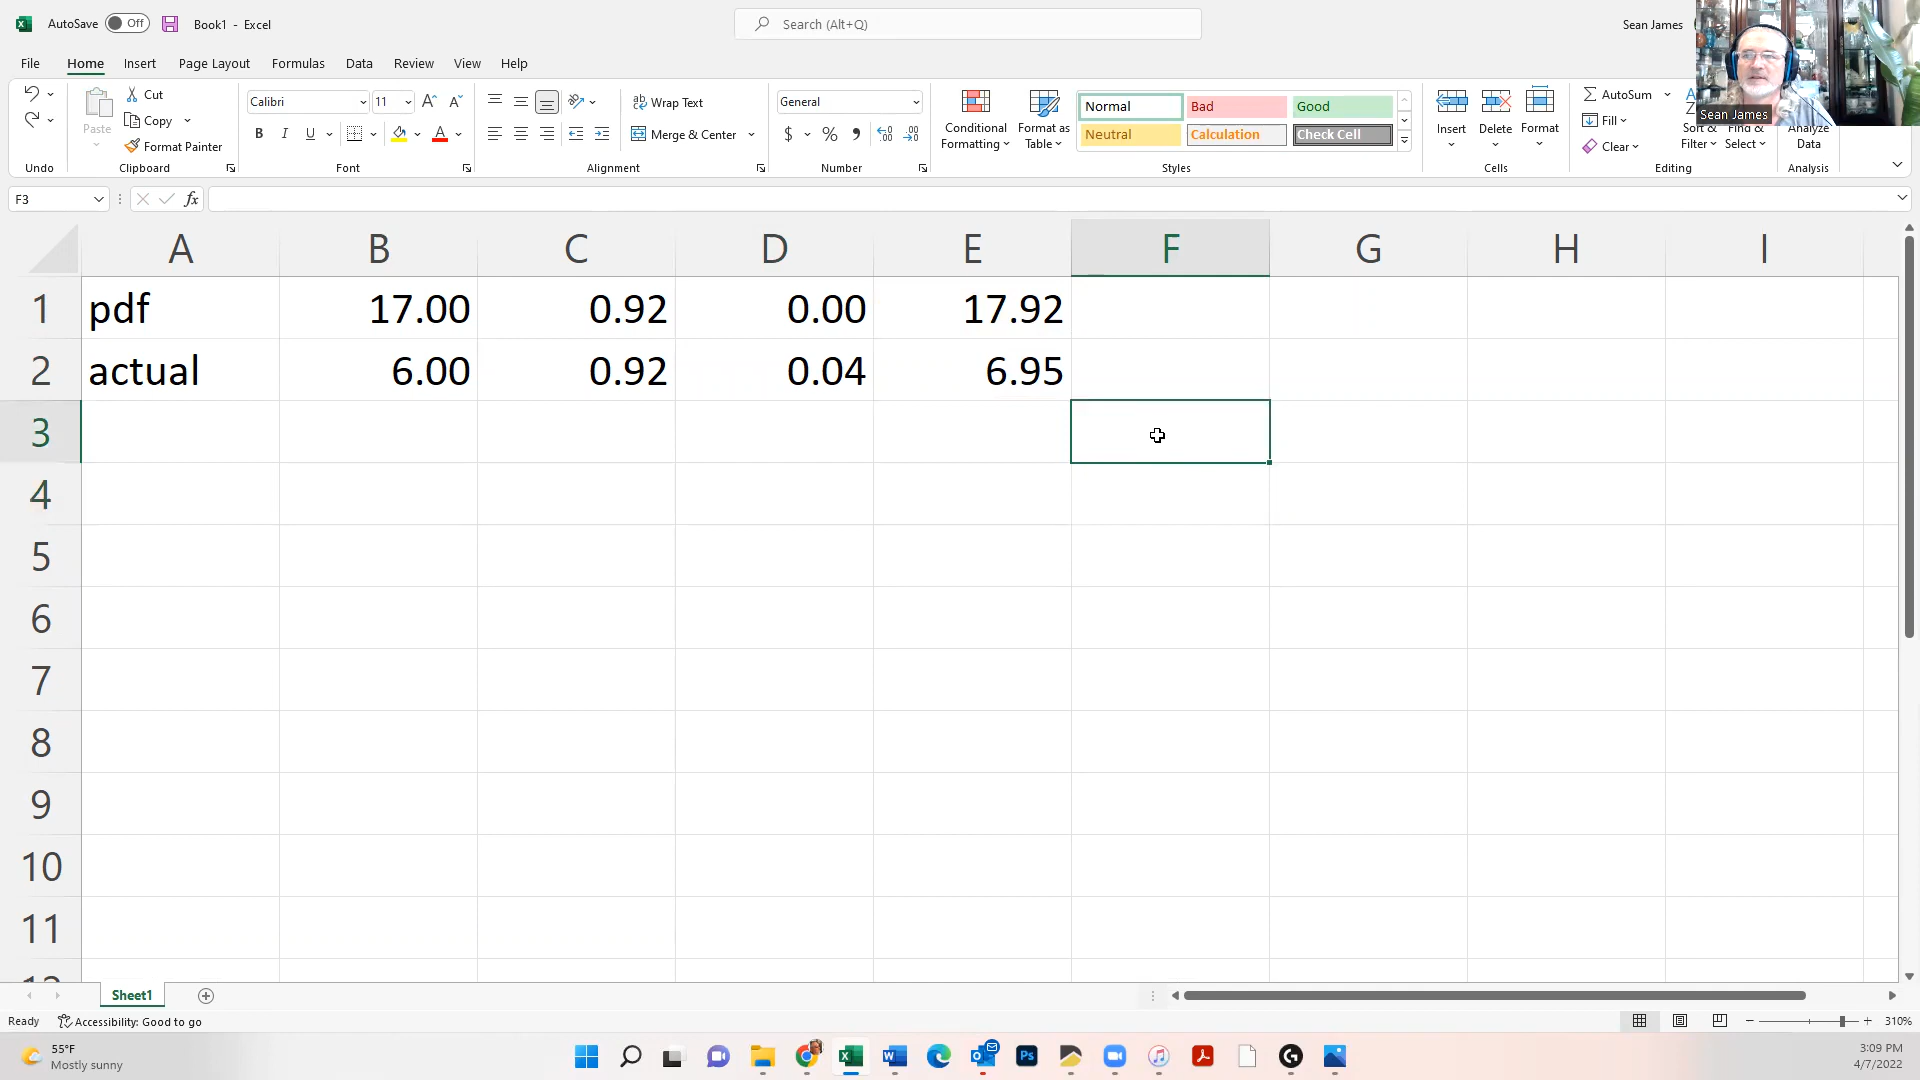 AutoSave Off Book1 - Excel Search (Alt+Q) Sean James
File Home Insert Page Layout Formulas Data Review View Help
Paste Cut Copy Format Painter
Calibri 11
B I U A
Wrap Text
Merge & Center
General
$ % ,
Conditional Formatting
Format as Table
Normal Bad Good
Neutral Calculation Check Cell
Insert Delete Format
AutoSum
Fill
Clear
Sort & Filter
Find & Select
Analyze Data
Sean James
Undo Clipboard Font Alignment Number Styles Cells Editing Analysis
F3 fx
A B C D E F G H I
1 pdf 17.00 0.92 0.00 17.92
2 actual 6.00 0.92 0.04 6.95
3
4
5
6
7
8
9
10
11
12
Sheet1
Ready Accessibility: Good to go 310%
55°F
Mostly sunny
Ps
3:09 PM
4/7/2022